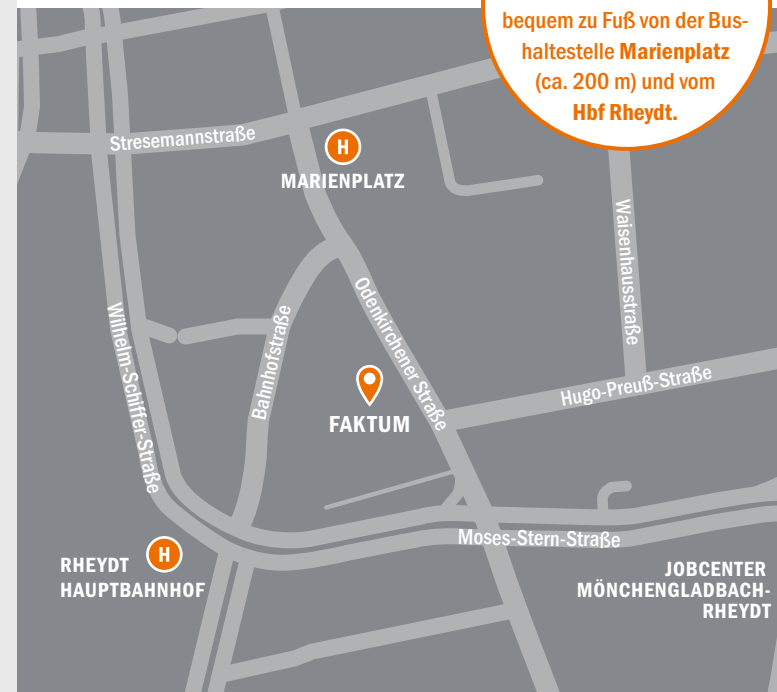 bequem zu Fuß von der Bus-
haltestelle Marienplatz
(ca. 200 m) und vom
Hbf Rheydt.
Stresemannstraße
H
MARIENPLATZ
Waisenhausstraße
Odenkirchener Straße
Wilhelm-Schiffer-Straße
Bahnhofstraße
Hugo-Preuß-Straße
FAKTUM
Moses-Stern-Straße
H
RHEYDT
HAUPTBAHNHOF
JOBCENTER
MÖNCHENGLADBACH-
RHEYDT